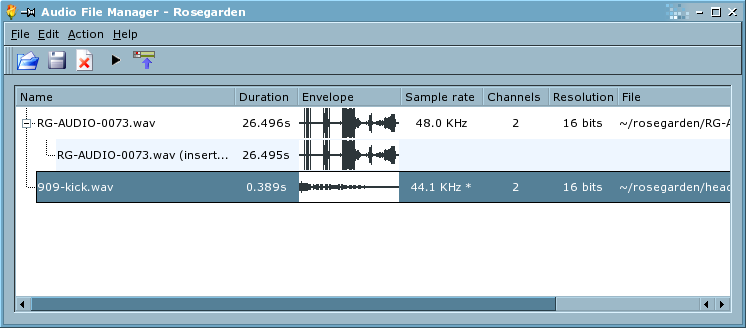 Audio File Manager - Rosegarden
File Edit Action Help
Name Duration Envelope Sample rate Channels Resolution File
RG-AUDIO-0073.wav 26.496s 48.0 KHz 2 16 bits ~/rosegarden/RG-A
RG-AUDIO-0073.wav (insert... 26.495s
909-kick.wav 0.389s 44.1 KHz * 2 16 bits ~/rosegarden/head